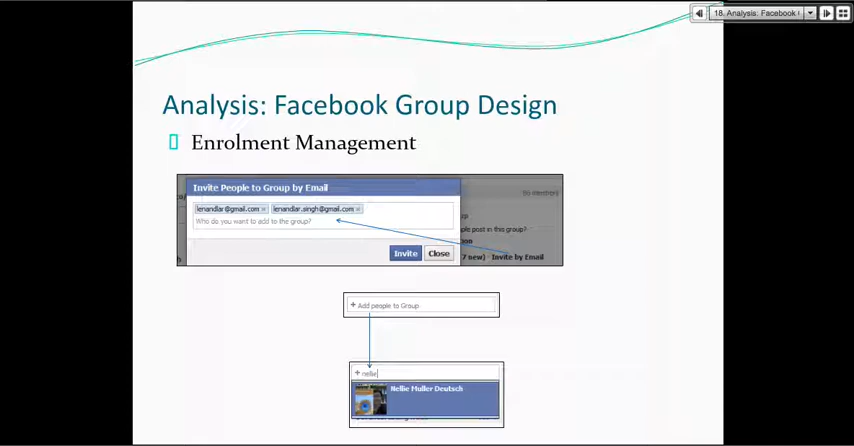 18. Analysis: Facebook
Analysis: Facebook Group Design
Enrolment Management
Invite People to Group by Email
lenandlar@gmail.com × lenandlar.singh@gmail.com ×
Who do you want to add to the group?
ple post in this group?
7 new) · Invite by Email
Invite Close
+ Add people to Group
+ nellie
Nellie Muller Deutsch